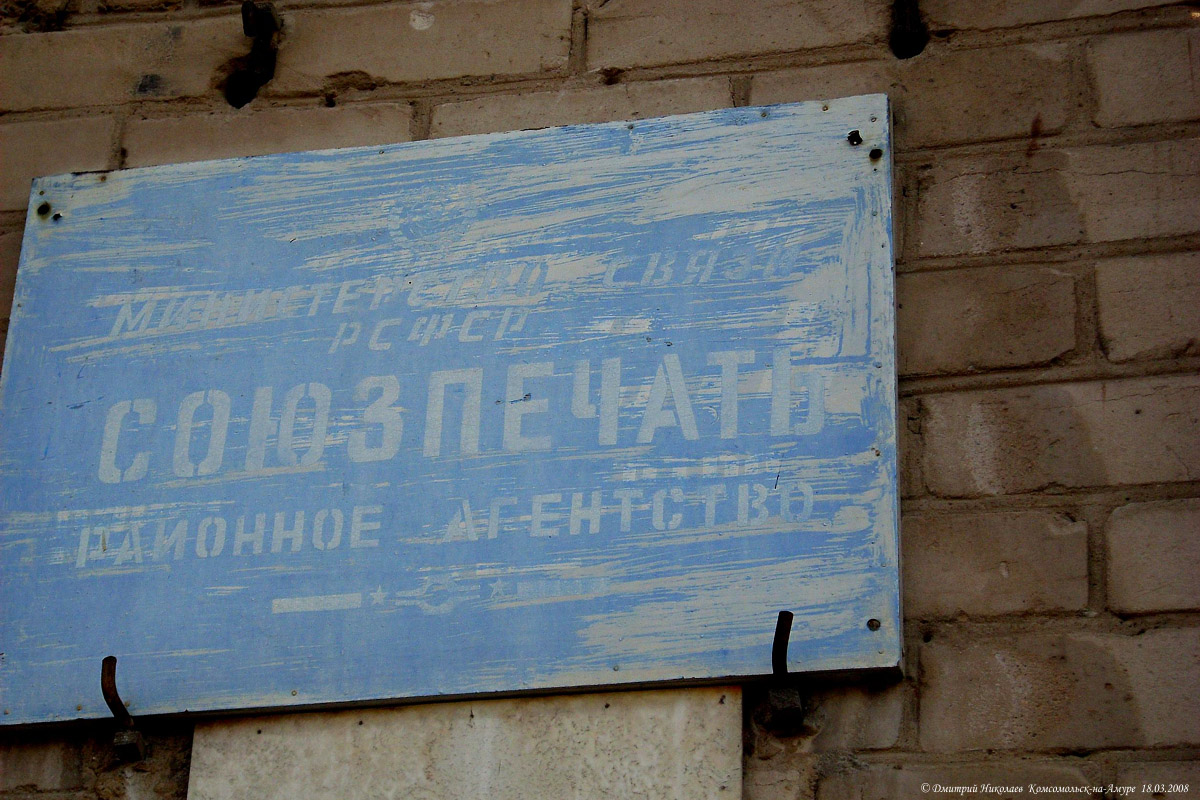 МИНИСТЕРСТВО СВЯЗИ
РСФСР
СОЮЗПЕЧАТЬ
РАЙОННОЕ АГЕНТСТВО
© Дмитрий Николаев Комсомольск-на-Амуре 18.03.2008